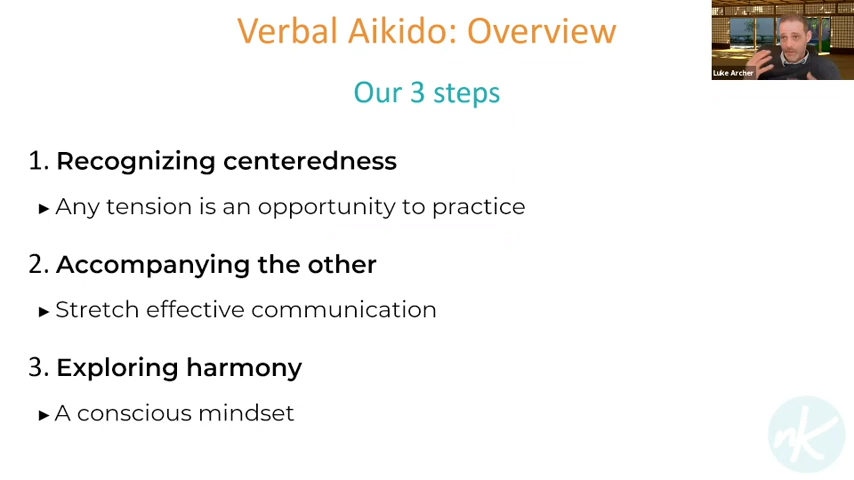 Verbal Aikido: Overview
Luke Archer
Our 3 steps
1. Recognizing centeredness
► Any tension is an opportunity to practice
2. Accompanying the other
► Stretch effective communication
3. Exploring harmony
► A conscious mindset
nk